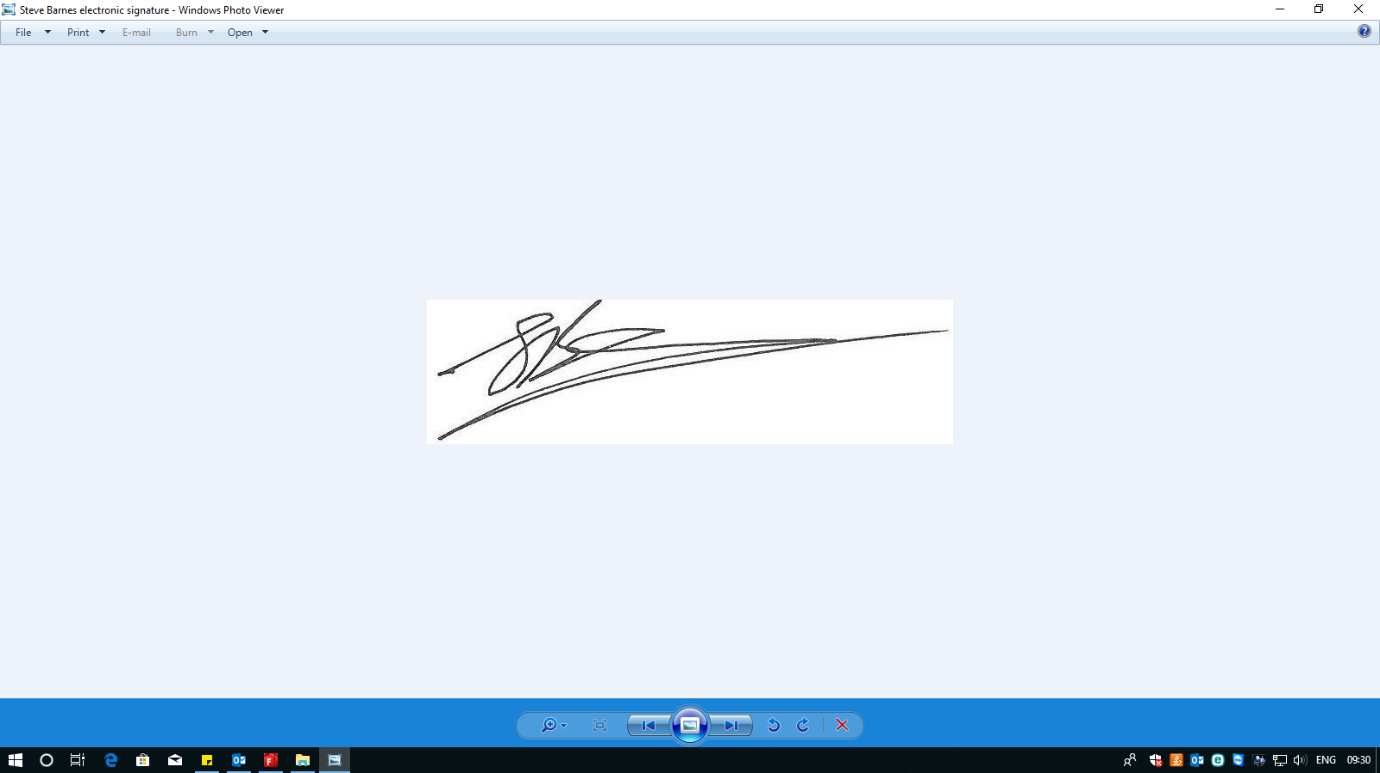 Steve Barnes electronic signature - Windows Photo Viewer
File Print E-mail Burn Open
ENG 09:30